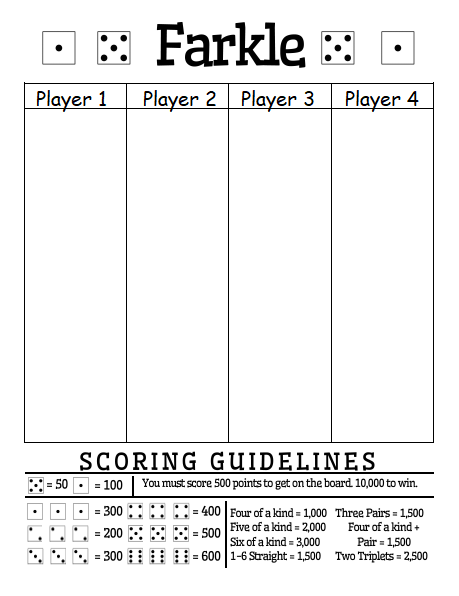 Farkle
Player 1 Player 2 Player 3 Player 4
SCORING GUIDELINES
= 50 = 100 You must score 500 points to get on the board. 10,000 to win.
= 300 = 400
= 200 = 500
= 300 = 600
Four of a kind = 1,000 Three Pairs = 1,500
Five of a kind = 2,000 Four of a kind +
Six of a kind = 3,000 Pair = 1,500
1-6 Straight = 1,500 Two Triplets = 2,500